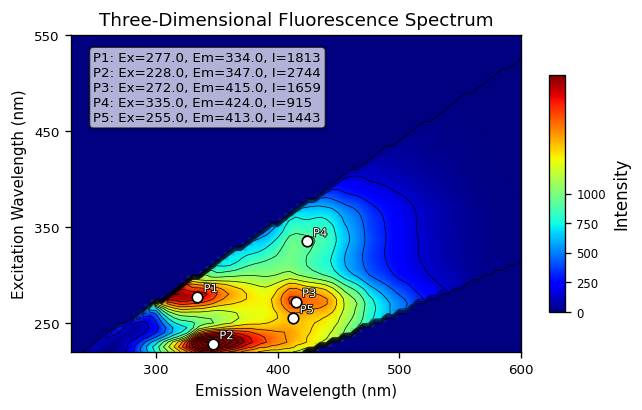 Three-Dimensional Fluorescence Spectrum
550
450
350
250
Excitation Wavelength (nm)
P1: Ex=277.0, Em=334.0, I=1813
P2: Ex=228.0, Em=347.0, I=2744
P3: Ex=272.0, Em=415.0, I=1659
P4: Ex=335.0, Em=424.0, I=915
P5: Ex=255.0, Em=413.0, I=1443
P4
P1
P3
P5
P2
300
400
500
600
Emission Wavelength (nm)
1000
750
500
250
0
Intensity